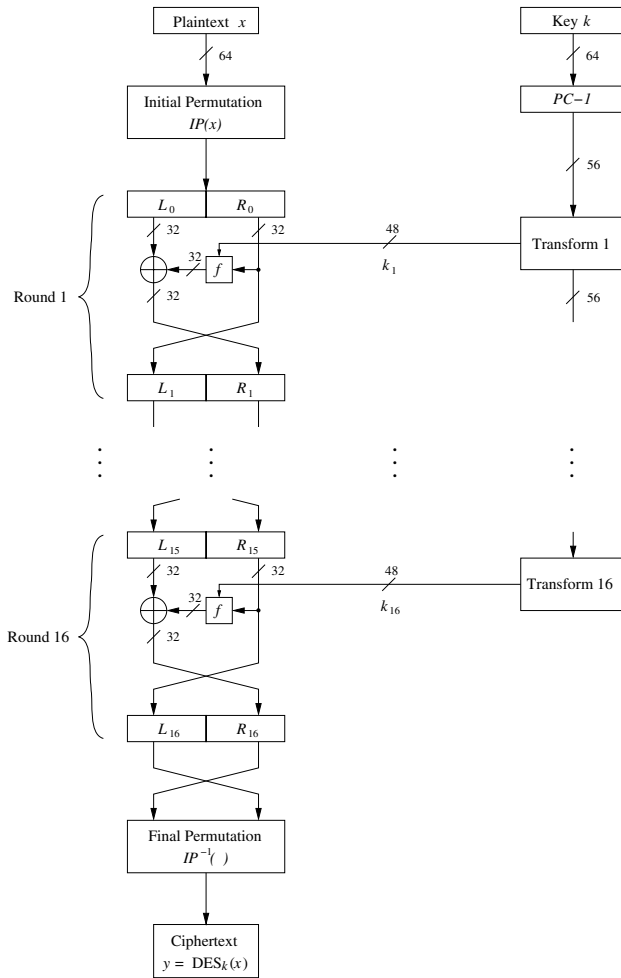 Plaintext x
Key k
64
64
Initial Permutation
IP(x)
PC−1
56
L0 R0
32 32 48
Transform 1
32 f
k1
Round 1
32 56
L1 R1
L15 R15
32 32 48
Transform 16
32 f
k16
Round 16
32
L16 R16
Final Permutation
IP−1( )
Ciphertext
y = DESk(x)